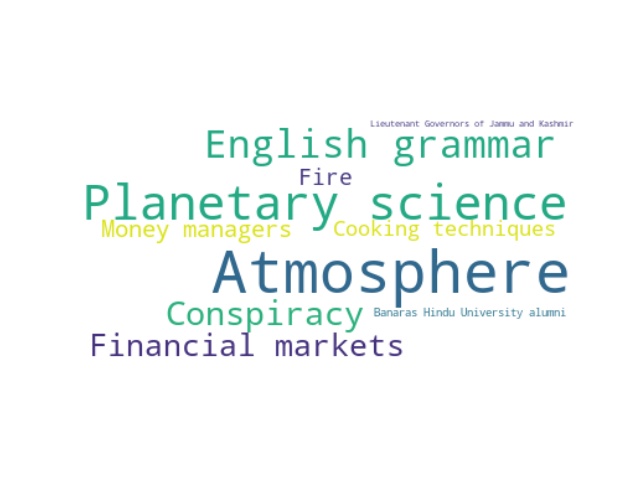 Lieutenant Governors of Jammu and Kashmir
English grammar
Fire
Planetary science
Money managers
Cooking techniques
Atmosphere
Conspiracy
Banaras Hindu University alumni
Financial markets